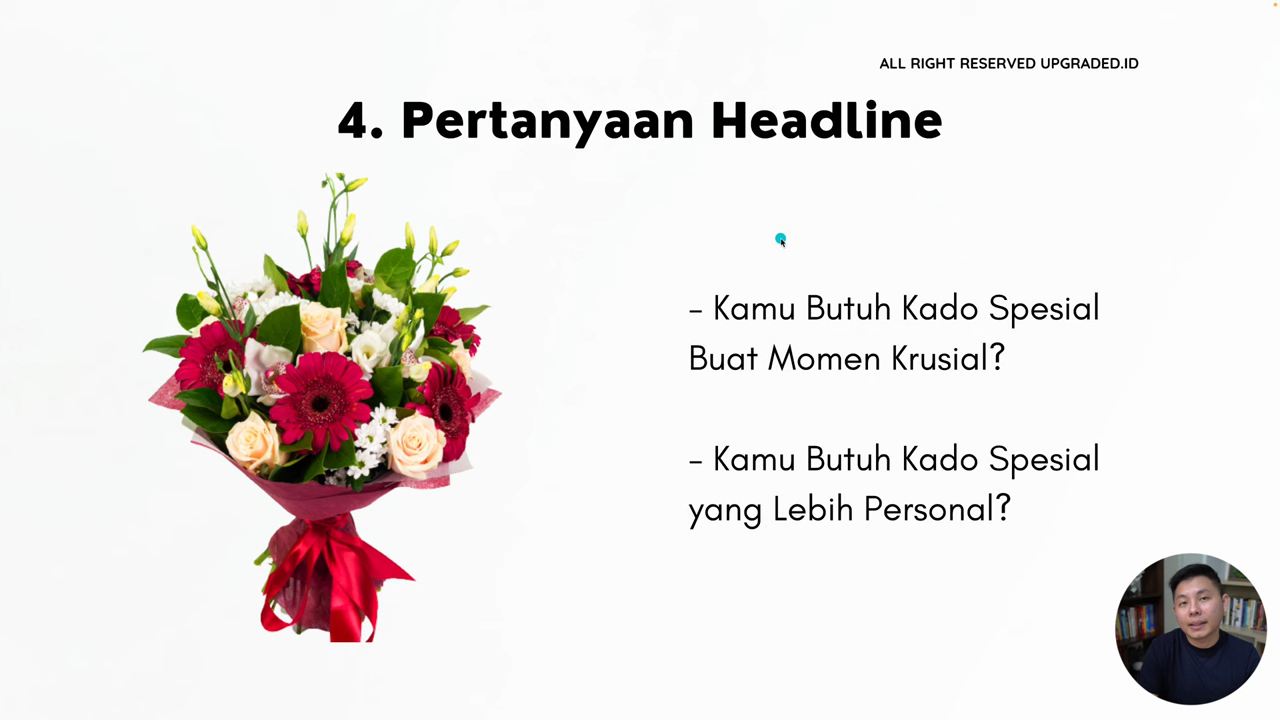 ALL RIGHT RESERVED UPGRADED.ID
4. Pertanyaan Headline
- Kamu Butuh Kado Spesial
Buat Momen Krusial?
- Kamu Butuh Kado Spesial
yang Lebih Personal?